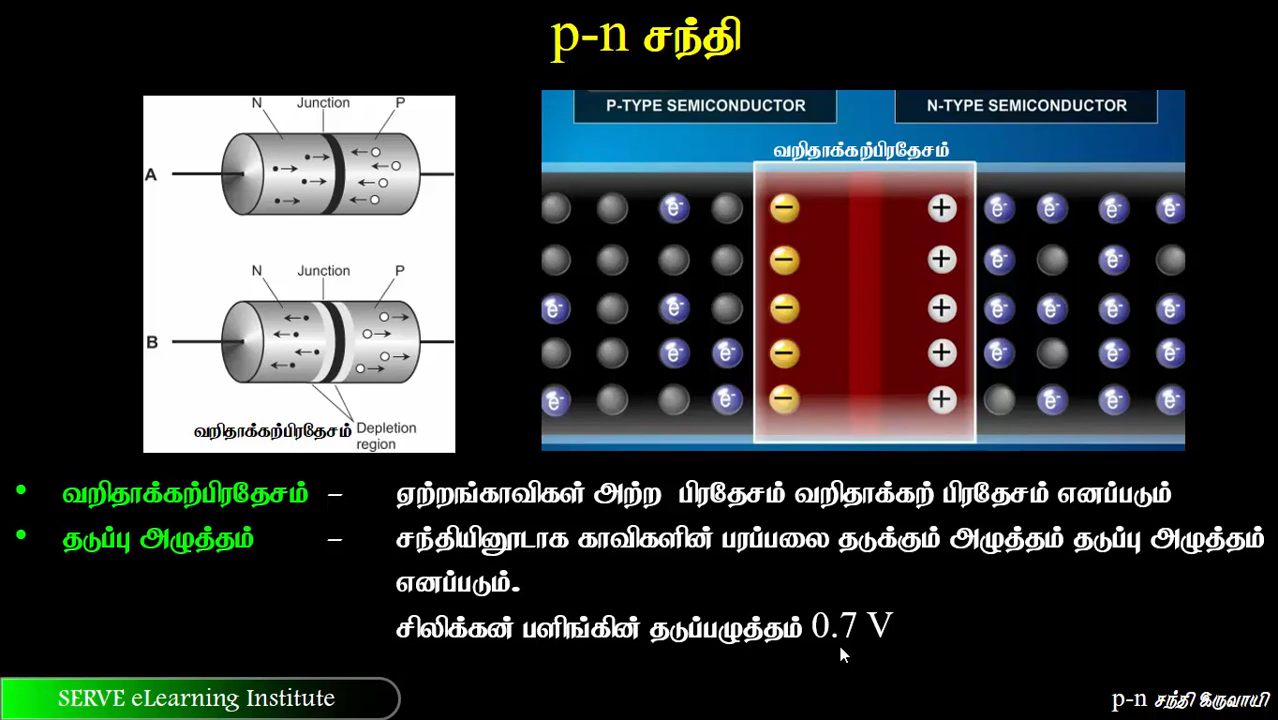 p-n சந்தி
N Junction P
A
N Junction P
B
வறிதாக்கற்பிரதேசம் Depletion
region
P-TYPE SEMICONDUCTOR N-TYPE SEMICONDUCTOR
வறிதாக்கற்பிரதேசம்
− +
e- e- e- e- e-
− +
e- e-
− +
e- e- e- e- e- e-
− +
e- e- e- e- e-
− +
e- e- e- e- e-
• வறிதாக்கற்பிரதேசம் – ஏற்றங்காவிகள் அற்ற பிரதேசம் வறிதாக்கற் பிரதேசம் எனப்படும்
• தடுப்பு அழுத்தம் – சந்தியினூடாக காவிகளின் பரப்பலை தடுக்கும் அழுத்தம் தடுப்பு அழுத்தம்
எனப்படும்.
சிலிக்கன் பளிங்கின் தடுப்பழுத்தம் 0.7 V
SERVE eLearning Institute
p-n சந்தி இருவாயி